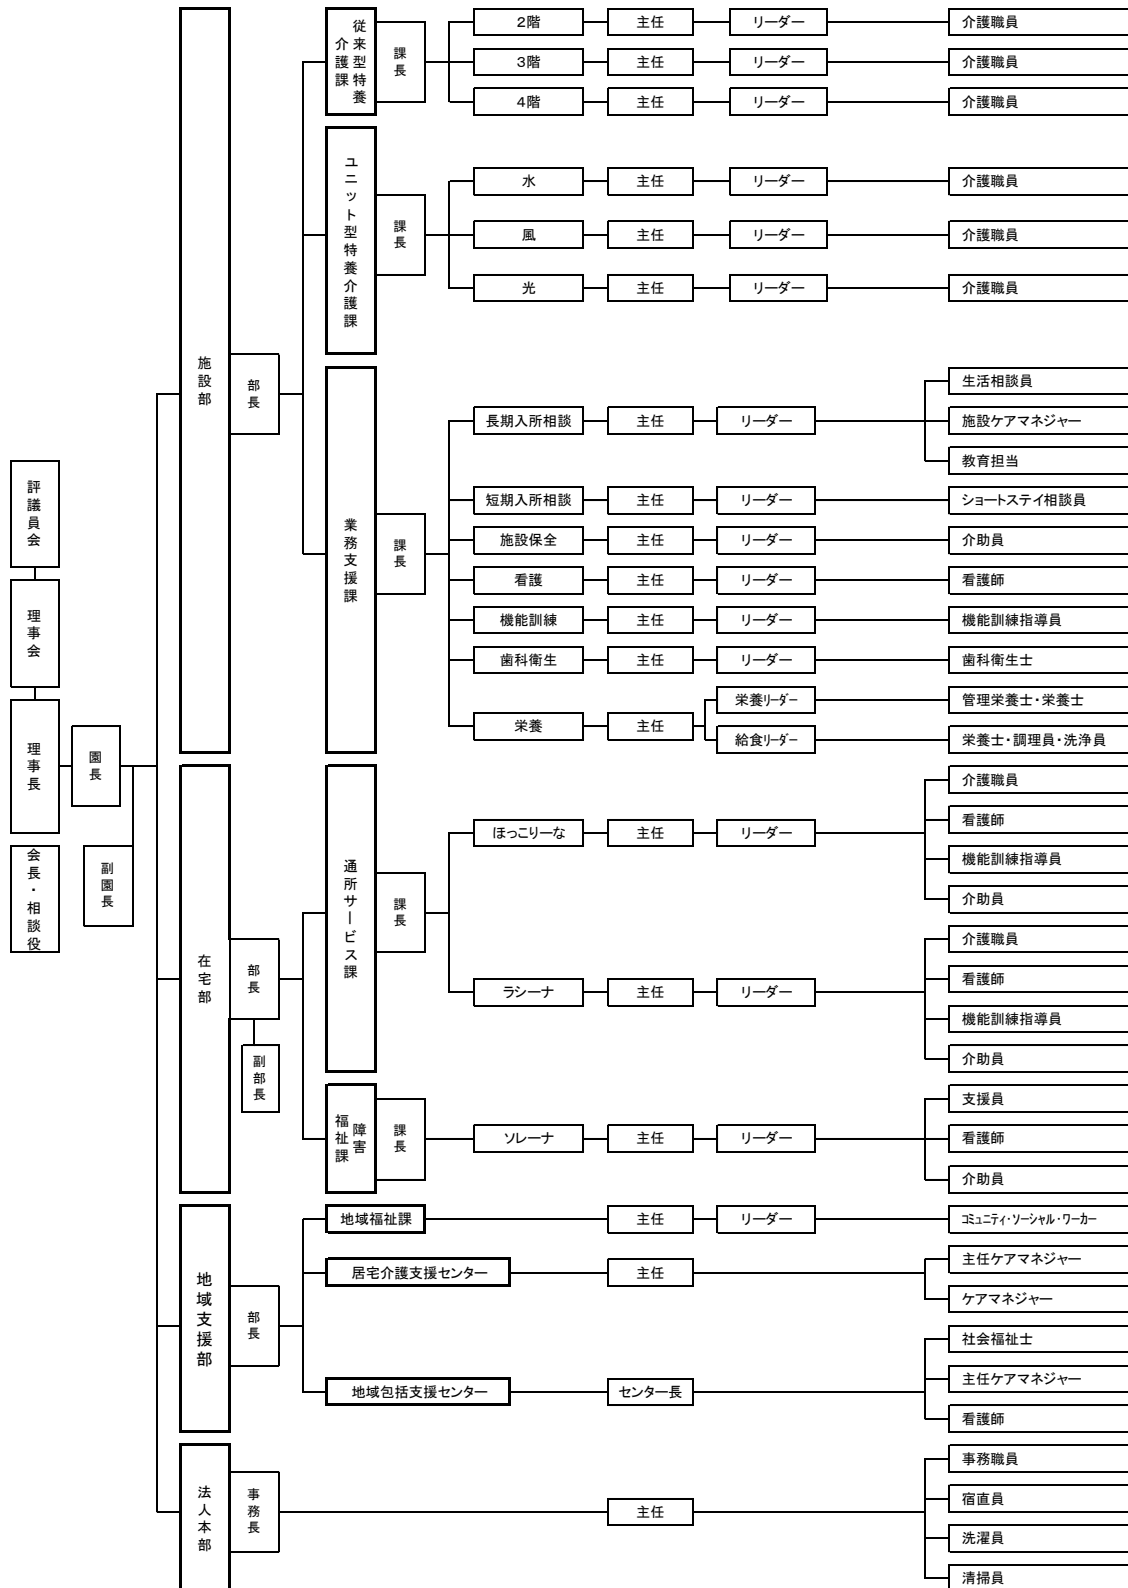 評議員会
理事会
理事長
会長・相談役
園長
副園長
施設部
部長
従来型特養
介護課
課長
2階
主任
リーダー
介護職員
3階
主任
リーダー
介護職員
4階
主任
リーダー
介護職員
ユニット型特養介護課
課長
水
主任
リーダー
介護職員
風
主任
リーダー
介護職員
光
主任
リーダー
介護職員
業務支援課
課長
長期入所相談
主任
リーダー
生活相談員
施設ケアマネジャー
教育担当
短期入所相談
主任
リーダー
ショートステイ相談員
施設保全
主任
リーダー
介助員
看護
主任
リーダー
看護師
機能訓練
主任
リーダー
機能訓練指導員
歯科衛生
主任
リーダー
歯科衛生士
栄養
主任
栄養リーダー
管理栄養士・栄養士
給食リーダー
栄養士・調理員・洗浄員
在宅部
部長
副部長
通所サービス課
課長
ほっこりーな
主任
リーダー
介護職員
看護師
機能訓練指導員
介助員
ラシーナ
主任
リーダー
介護職員
看護師
機能訓練指導員
介助員
障害
福祉課
課長
ソレーナ
主任
リーダー
支援員
看護師
介助員
地域支援部
部長
地域福祉課
主任
リーダー
コミュニティ・ソーシャル・ワーカー
居宅介護支援センター
主任
主任ケアマネジャー
ケアマネジャー
地域包括支援センター
センター長
社会福祉士
主任ケアマネジャー
看護師
法人本部
事務長
主任
事務職員
宿直員
洗濯員
清掃員